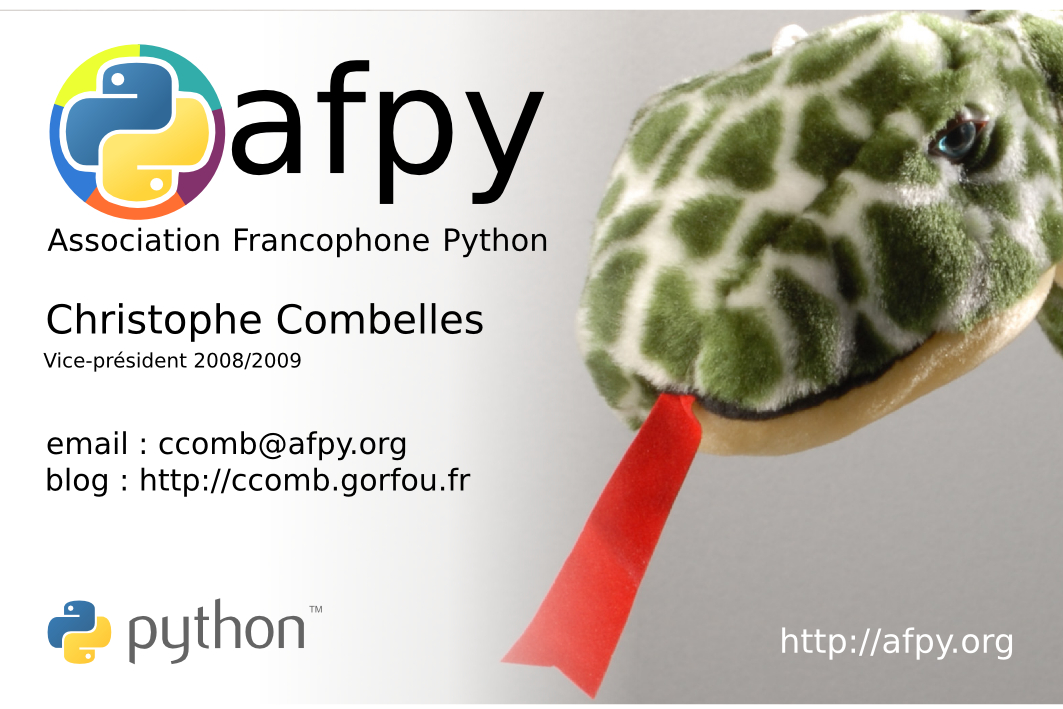 afpy
Association Francophone Python
Christophe Combelles
Vice-président 2008/2009
email : ccomb@afpy.org
blog : http://ccomb.gorfou.fr
python™
http://afpy.org